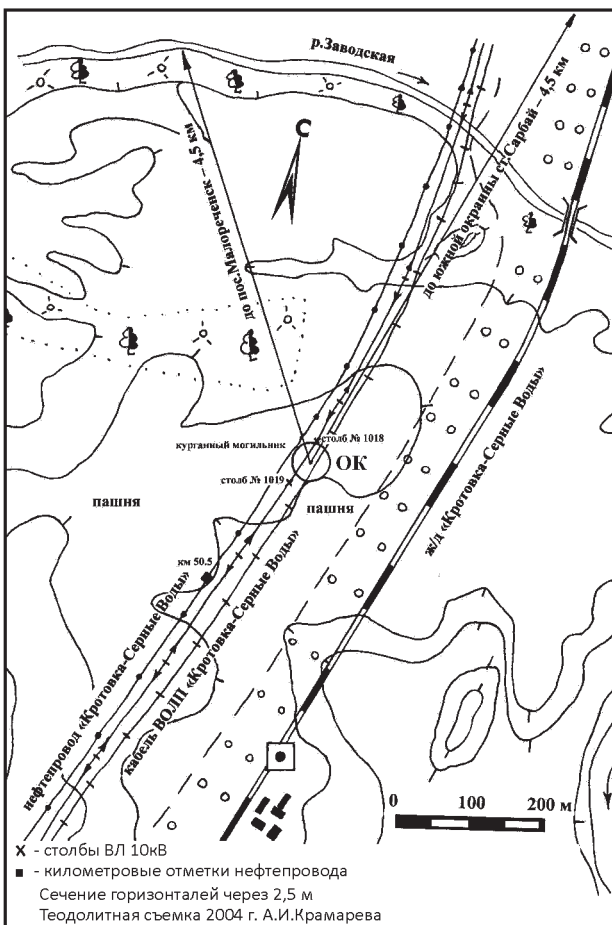 р.Заводская
С
до пос.Малореченск – 4,5 км
до южной окраины ст.Сарбай – 4,5 км
столб № 1018
курганный могильник
ОК
столб № 1019
пашня
пашня
км 50.5
ж/д «Кротовка-Серные Воды»
нефтепровод «Кротовка-Серные Воды»
кабель ВОЛП «Кротовка-Серные Воды»
0 100 200 м
X - столбы ВЛ 10кВ
- километровые отметки нефтепровода
Сечение горизонталей через 2,5 м
Теодолитная съемка 2004 г. А.И.Крамарева